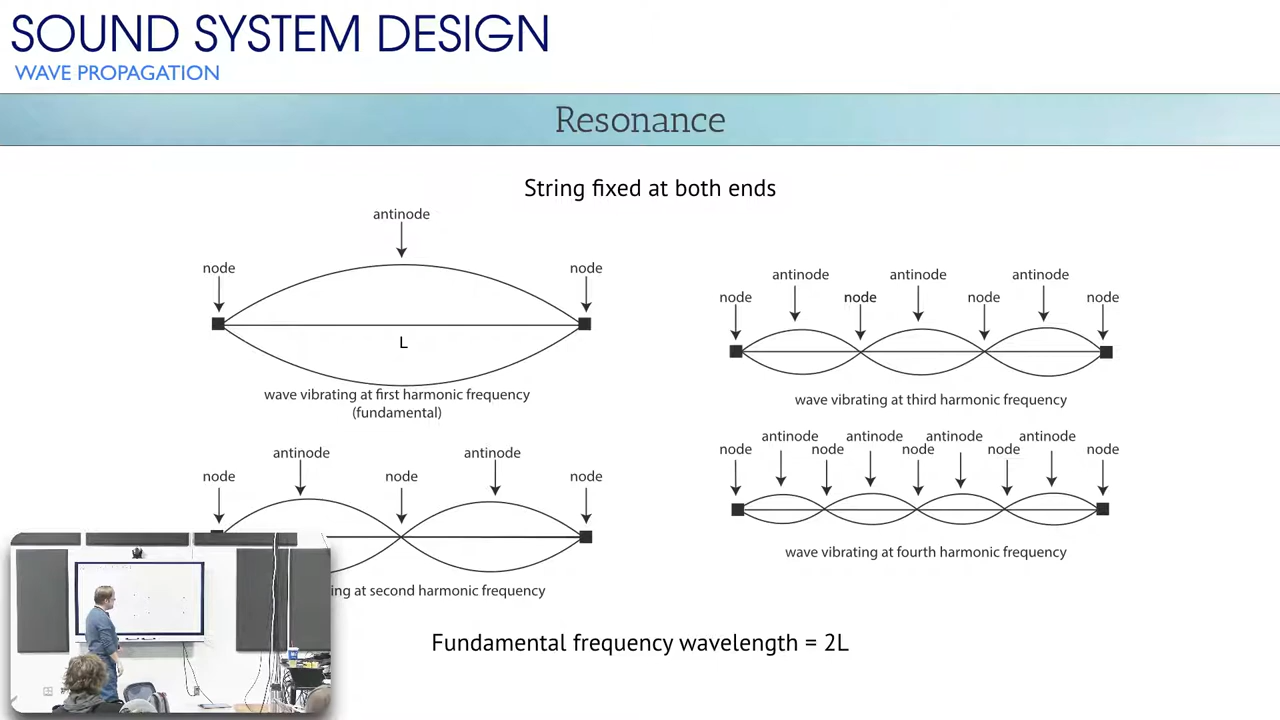 SOUND SYSTEM DESIGN
WAVE PROPAGATION
Resonance
String fixed at both ends
antinode
node
node
L
wave vibrating at first harmonic frequency
(fundamental)
antinode
antinode
antinode
node
node
node
node
wave vibrating at third harmonic frequency
antinode
antinode
node
node
node
ing at second harmonic frequency
antinode
antinode
antinode
antinode
node
node
node
node
node
wave vibrating at fourth harmonic frequency
Fundamental frequency wavelength = 2L